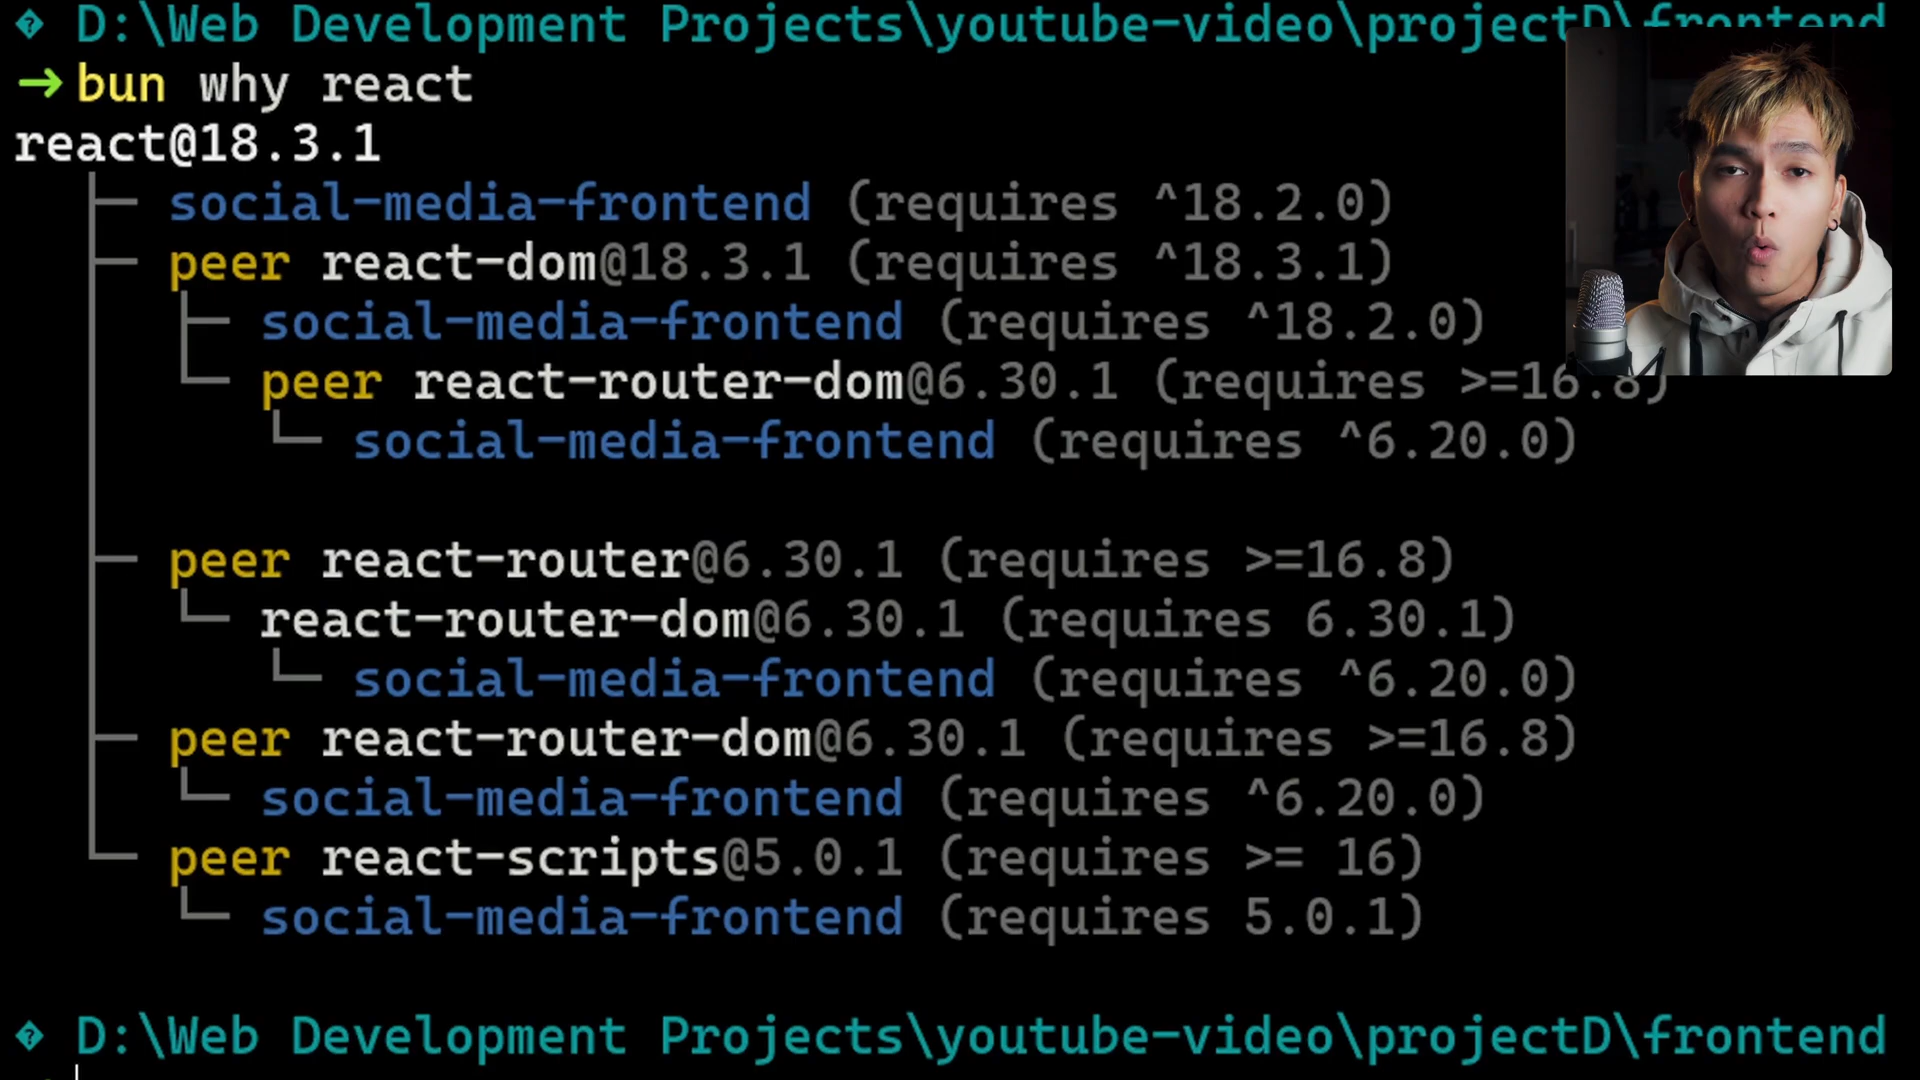 D:\Web Development Projects\youtube-video\projectD\frontend
→ bun why react
react@18.3.1
├─ social-media-frontend (requires ^18.2.0)
├─ peer react-dom@18.3.1 (requires ^18.3.1)
│  ├─ social-media-frontend (requires ^18.2.0)
│  └─ peer react-router-dom@6.30.1 (requires >=16.8)
│     └─ social-media-frontend (requires ^6.20.0)
├─ peer react-router@6.30.1 (requires >=16.8)
│  └─ react-router-dom@6.30.1 (requires 6.30.1)
│     └─ social-media-frontend (requires ^6.20.0)
├─ peer react-router-dom@6.30.1 (requires >=16.8)
│  └─ social-media-frontend (requires ^6.20.0)
└─ peer react-scripts@5.0.1 (requires >= 16)
   └─ social-media-frontend (requires 5.0.1)
D:\Web Development Projects\youtube-video\projectD\frontend